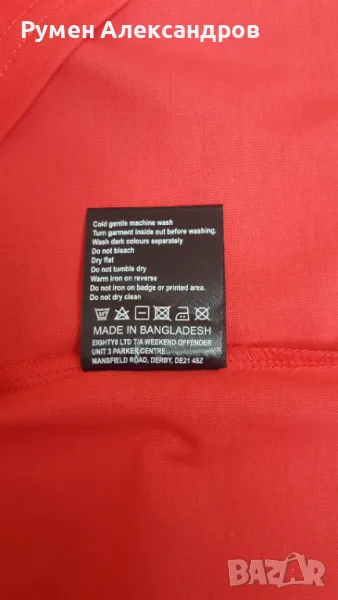 Румен Александров
Cold gentle machine wash
Turn garment inside out before washing.
Wash dark colours separately
Do not bleach
Dry flat
Do not tumble dry
Warm iron on reverse
Do not iron on badge or printed area.
Do not dry clean
MADE IN BANGLADESH
EIGHTY8 LTD T/A WEEKEND OFFENDER
UNIT 3 PARKER CENTRE
MANSFIELD ROAD, DERBY, DE21 4SZ
BAZAR